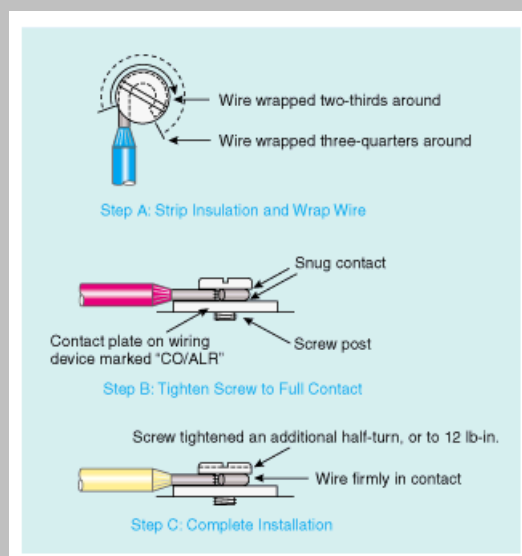 Wire wrapped two-thirds around
Wire wrapped three-quarters around
Step A: Strip Insulation and Wrap Wire
Snug contact
Contact plate on wiring
device marked “CO/ALR”
Screw post
Step B: Tighten Screw to Full Contact
Screw tightened an additional half-turn, or to 12 lb-in.
Wire firmly in contact
Step C: Complete Installation